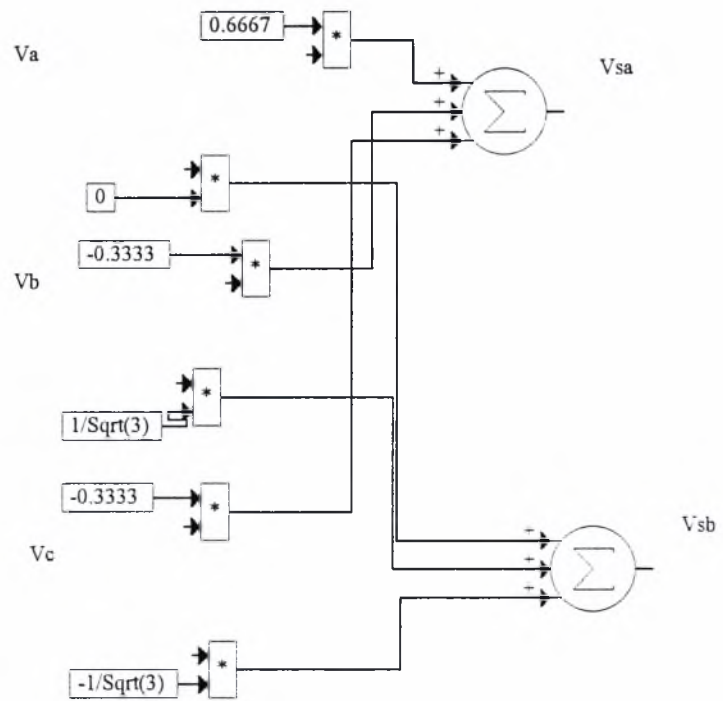 0.6667
*
Va
Vsa
+
+
+
Σ
*
0
-0.3333
*
Vb
*
1/Sqrt(3)
-0.3333
*
Vsb
Vc
+
+
+
Σ
*
-1/Sqrt(3)